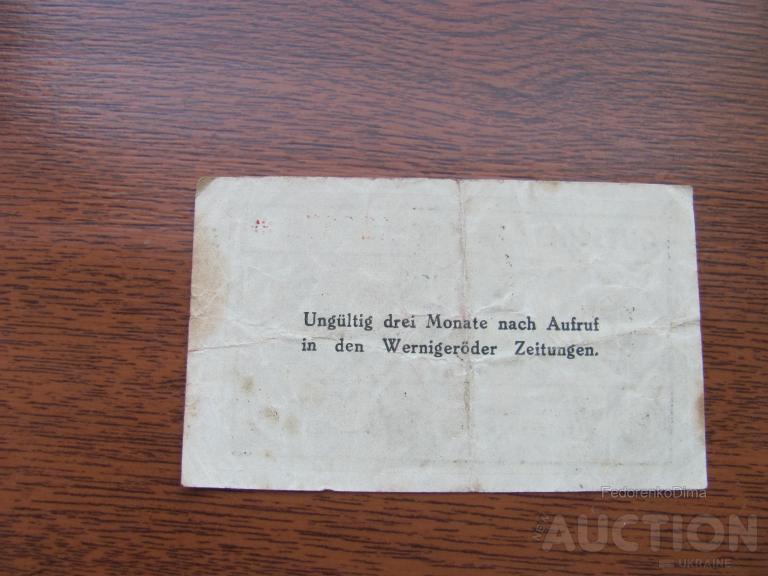 Ungültig drei Monate nach Aufruf
in den Wernigeröder Zeitungen.
FedorenkoDima
AUCTION
UKRAINE